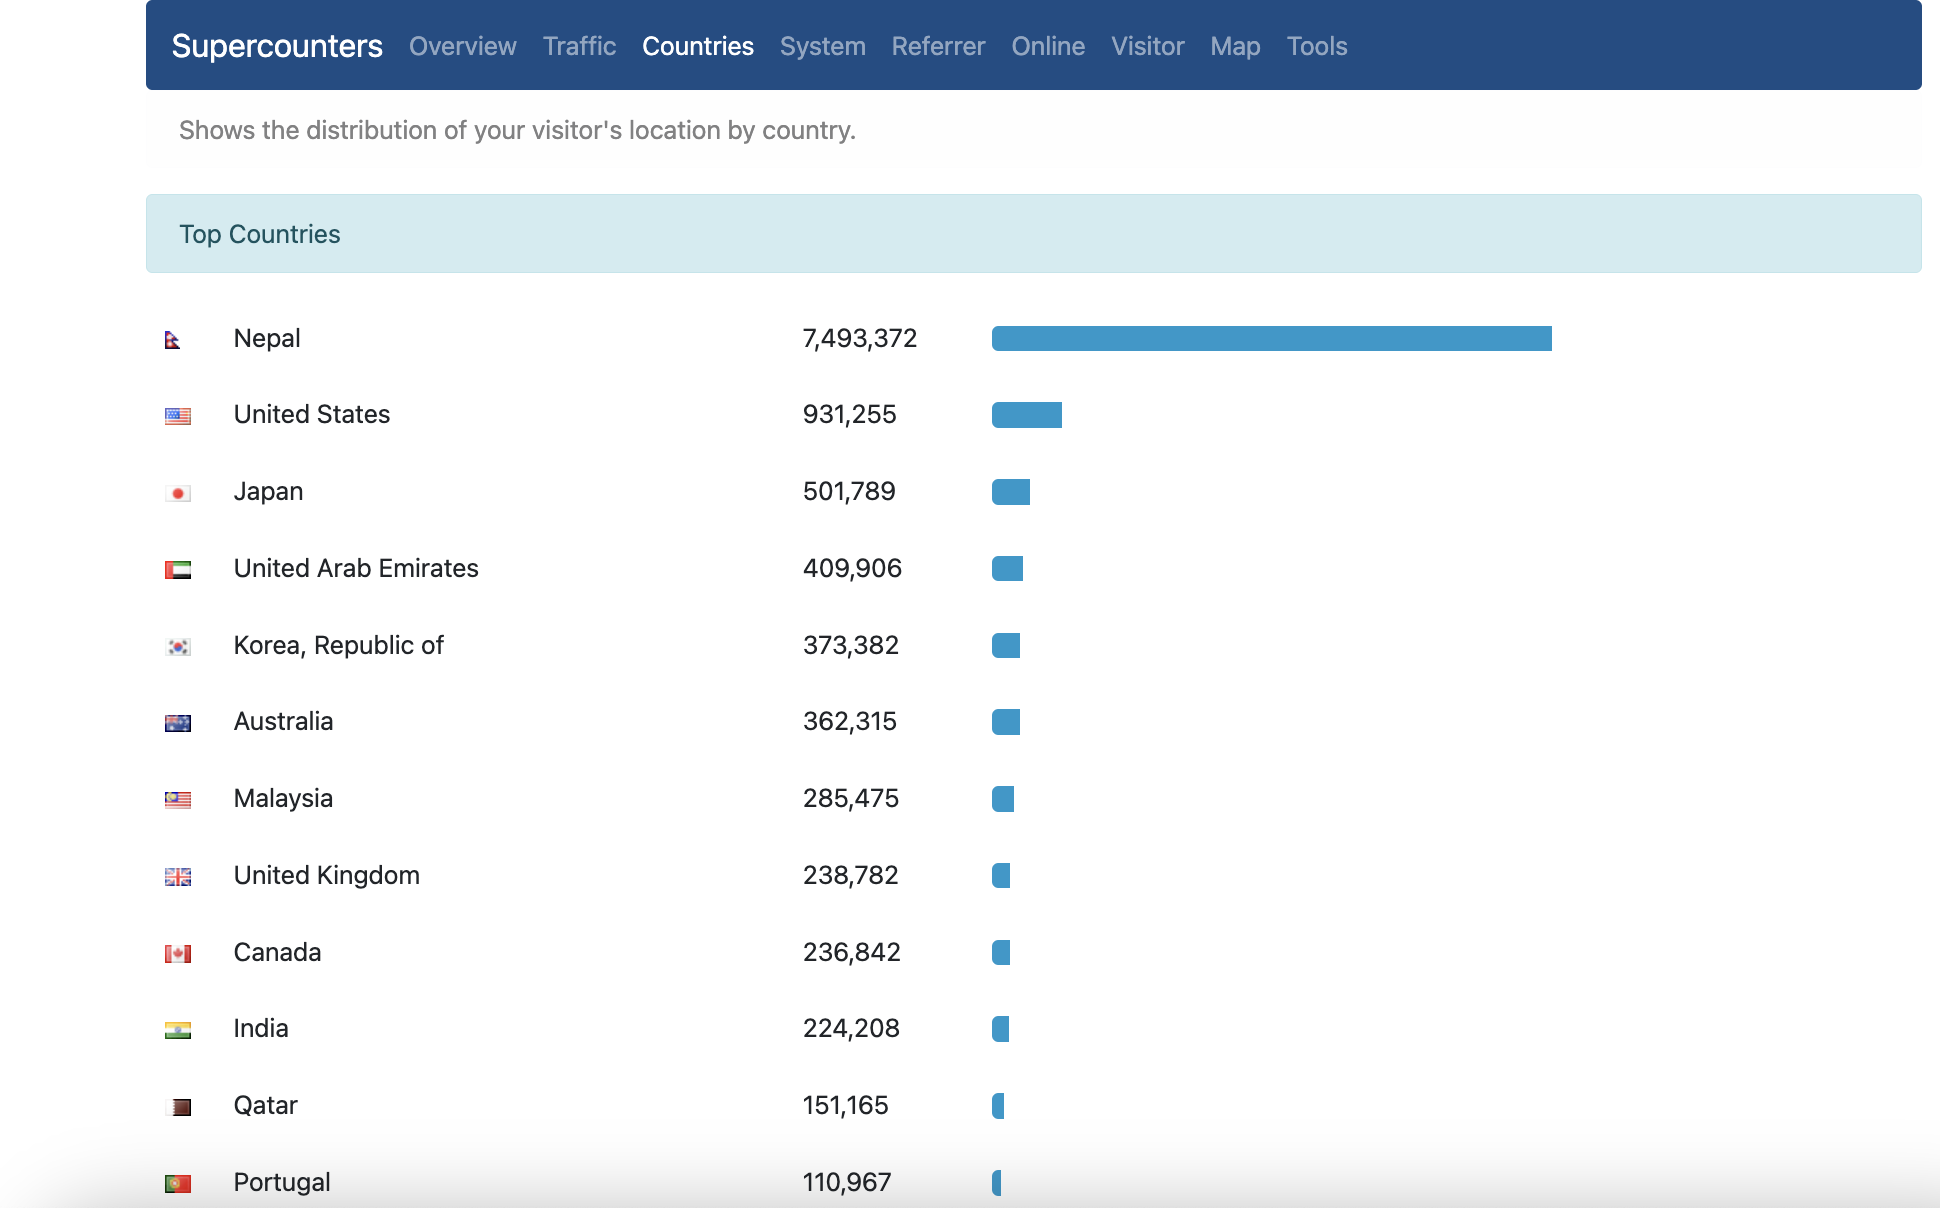 Supercounters Overview Traffic Countries System Referrer Online Visitor Map Tools
Shows the distribution of your visitor's location by country.
Top Countries
Nepal 7,493,372
United States 931,255
Japan 501,789
United Arab Emirates 409,906
Korea, Republic of 373,382
Australia 362,315
Malaysia 285,475
United Kingdom 238,782
Canada 236,842
India 224,208
Qatar 151,165
Portugal 110,967